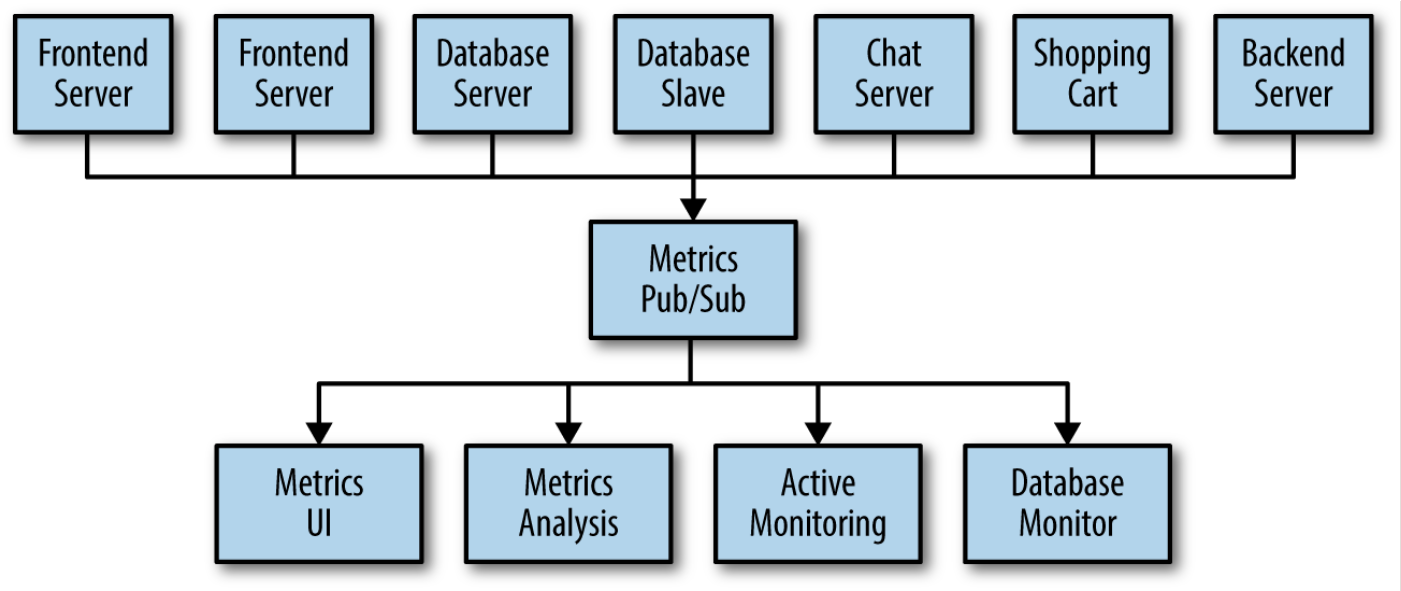 Frontend
Server
Frontend
Server
Database
Server
Database
Slave
Chat
Server
Shopping
Cart
Backend
Server
Metrics
Pub/Sub
Metrics
UI
Metrics
Analysis
Active
Monitoring
Database
Monitor